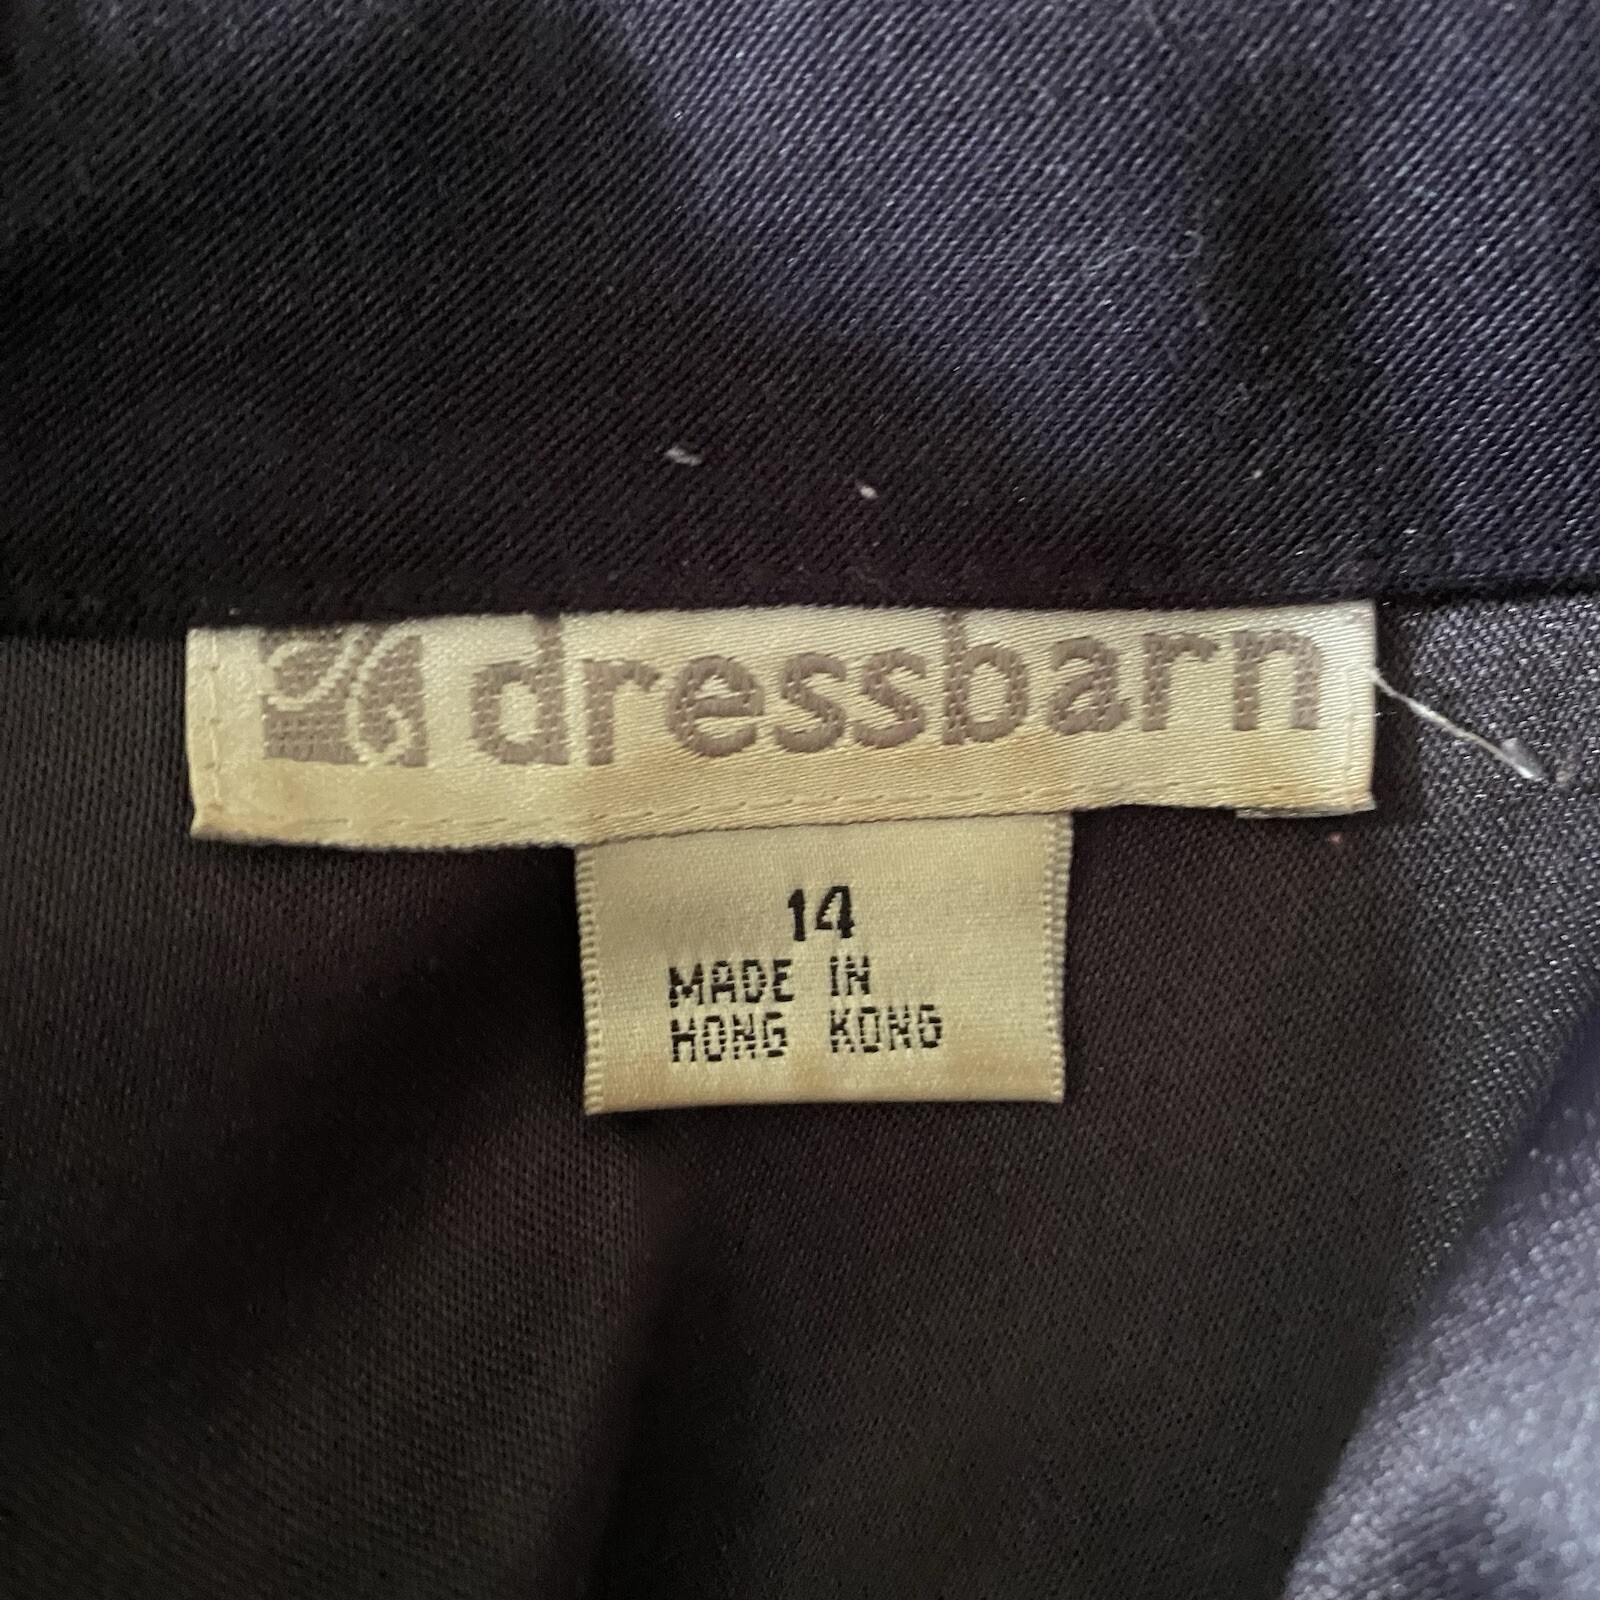 dressbarn
14
MADE IN
HONG KONG